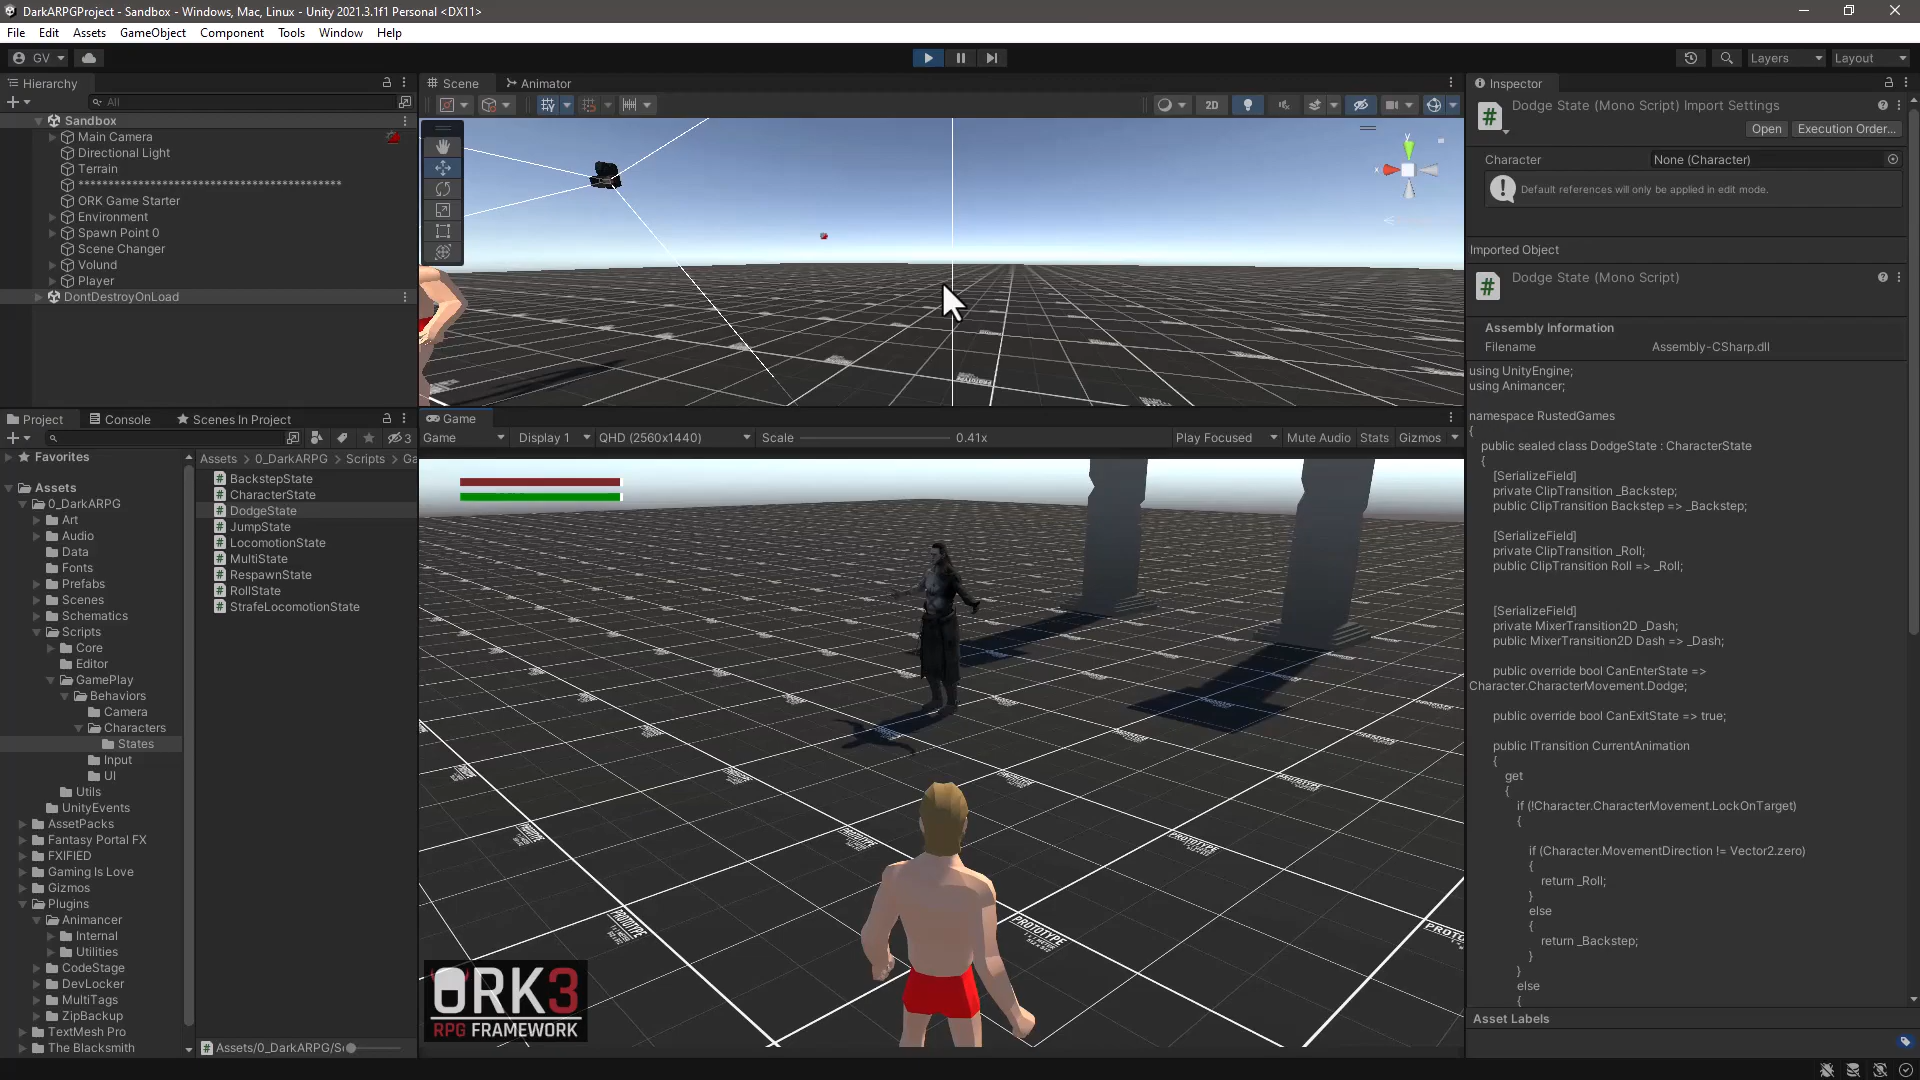 DarkARPGProject - Sandbox - Windows, Mac, Linux - Unity 2021.3.1f1 Personal <DX11>
File Edit Assets GameObject Component Tools Window Help
GV
Layers
Layout
Hierarchy
All
Sandbox
Main Camera
Directional Light
Terrain
********************************************
ORK Game Starter
Environment
Spawn Point 0
Scene Changer
Volund
Player
DontDestroyOnLoad
Scene
Animator
2D
Y
x
Project
Console
Scenes In Project
3
Favorites
Assets
0_DarkARPG
Art
Audio
Data
Fonts
Prefabs
Scenes
Schematics
Scripts
Core
Editor
GamePlay
Behaviors
Camera
Characters
States
Input
UI
Utils
UnityEvents
AssetPacks
Fantasy Portal FX
FXIFIED
Gaming Is Love
Gizmos
Plugins
Animancer
Internal
Utilities
CodeStage
DevLocker
MultiTags
ZipBackup
TextMesh Pro
The Blacksmith
Assets > 0_DarkARPG > Scripts > Ga
BackstepState
CharacterState
DodgeState
JumpState
LocomotionState
MultiState
RespawnState
RollState
StrafeLocomotionState
Assets/0_DarkARPG/S
Game
Game
Display 1
QHD (2560x1440)
Scale
0.41x
Play Focused
Mute Audio
Stats
Gizmos
PROTOTYPE
PROTOTYPE
PROTOTYPE
PROTOTYPE
ORK3
RPG FRAMEWORK
Inspector
Dodge State (Mono Script) Import Settings
Open
Execution Order...
Character
None (Character)
Default references will only be applied in edit mode.
Imported Object
Dodge State (Mono Script)
Assembly Information
Filename
Assembly-CSharp.dll
using UnityEngine;
using Animancer;
namespace RustedGames
{
public sealed class DodgeState : CharacterState
{
[SerializeField]
private ClipTransition _Backstep;
public ClipTransition Backstep => _Backstep;
[SerializeField]
private ClipTransition _Roll;
public ClipTransition Roll => _Roll;
[SerializeField]
private MixerTransition2D _Dash;
public MixerTransition2D Dash => _Dash;
public override bool CanEnterState =>
Character.CharacterMovement.Dodge;
public override bool CanExitState => true;
public ITransition CurrentAnimation
{
get
{
if (!Character.CharacterMovement.LockOnTarget)
{
if (Character.MovementDirection != Vector2.zero)
{
return _Roll;
}
else
{
return _Backstep;
}
}
else
{
Asset Labels